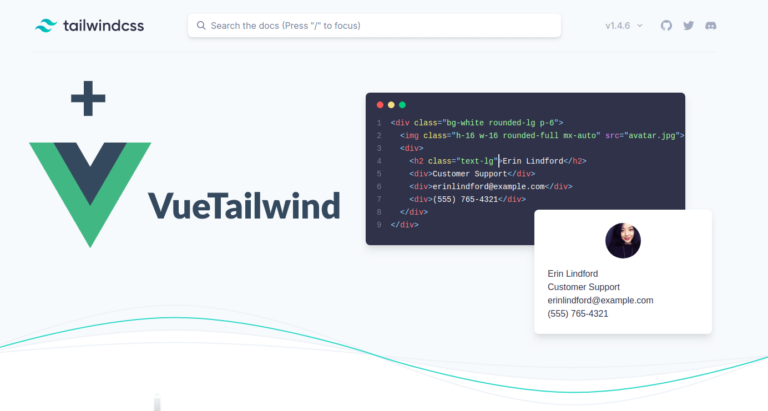 tailwindcss
Search the docs (Press "/" to focus)
v1.4.6
+
VueTailwind
1 <div class="bg-white rounded-lg p-6">
2 <img class="h-16 w-16 rounded-full mx-auto" src="avatar.jpg">
3 <div>
4 <h2 class="text-lg">Erin Lindford</h2>
5 <div>Customer Support</div>
6 <div>erinlindford@example.com</div>
7 <div>(555) 765-4321</div>
8 </div>
9 </div>
Erin Lindford
Customer Support
erinlindford@example.com
(555) 765-4321